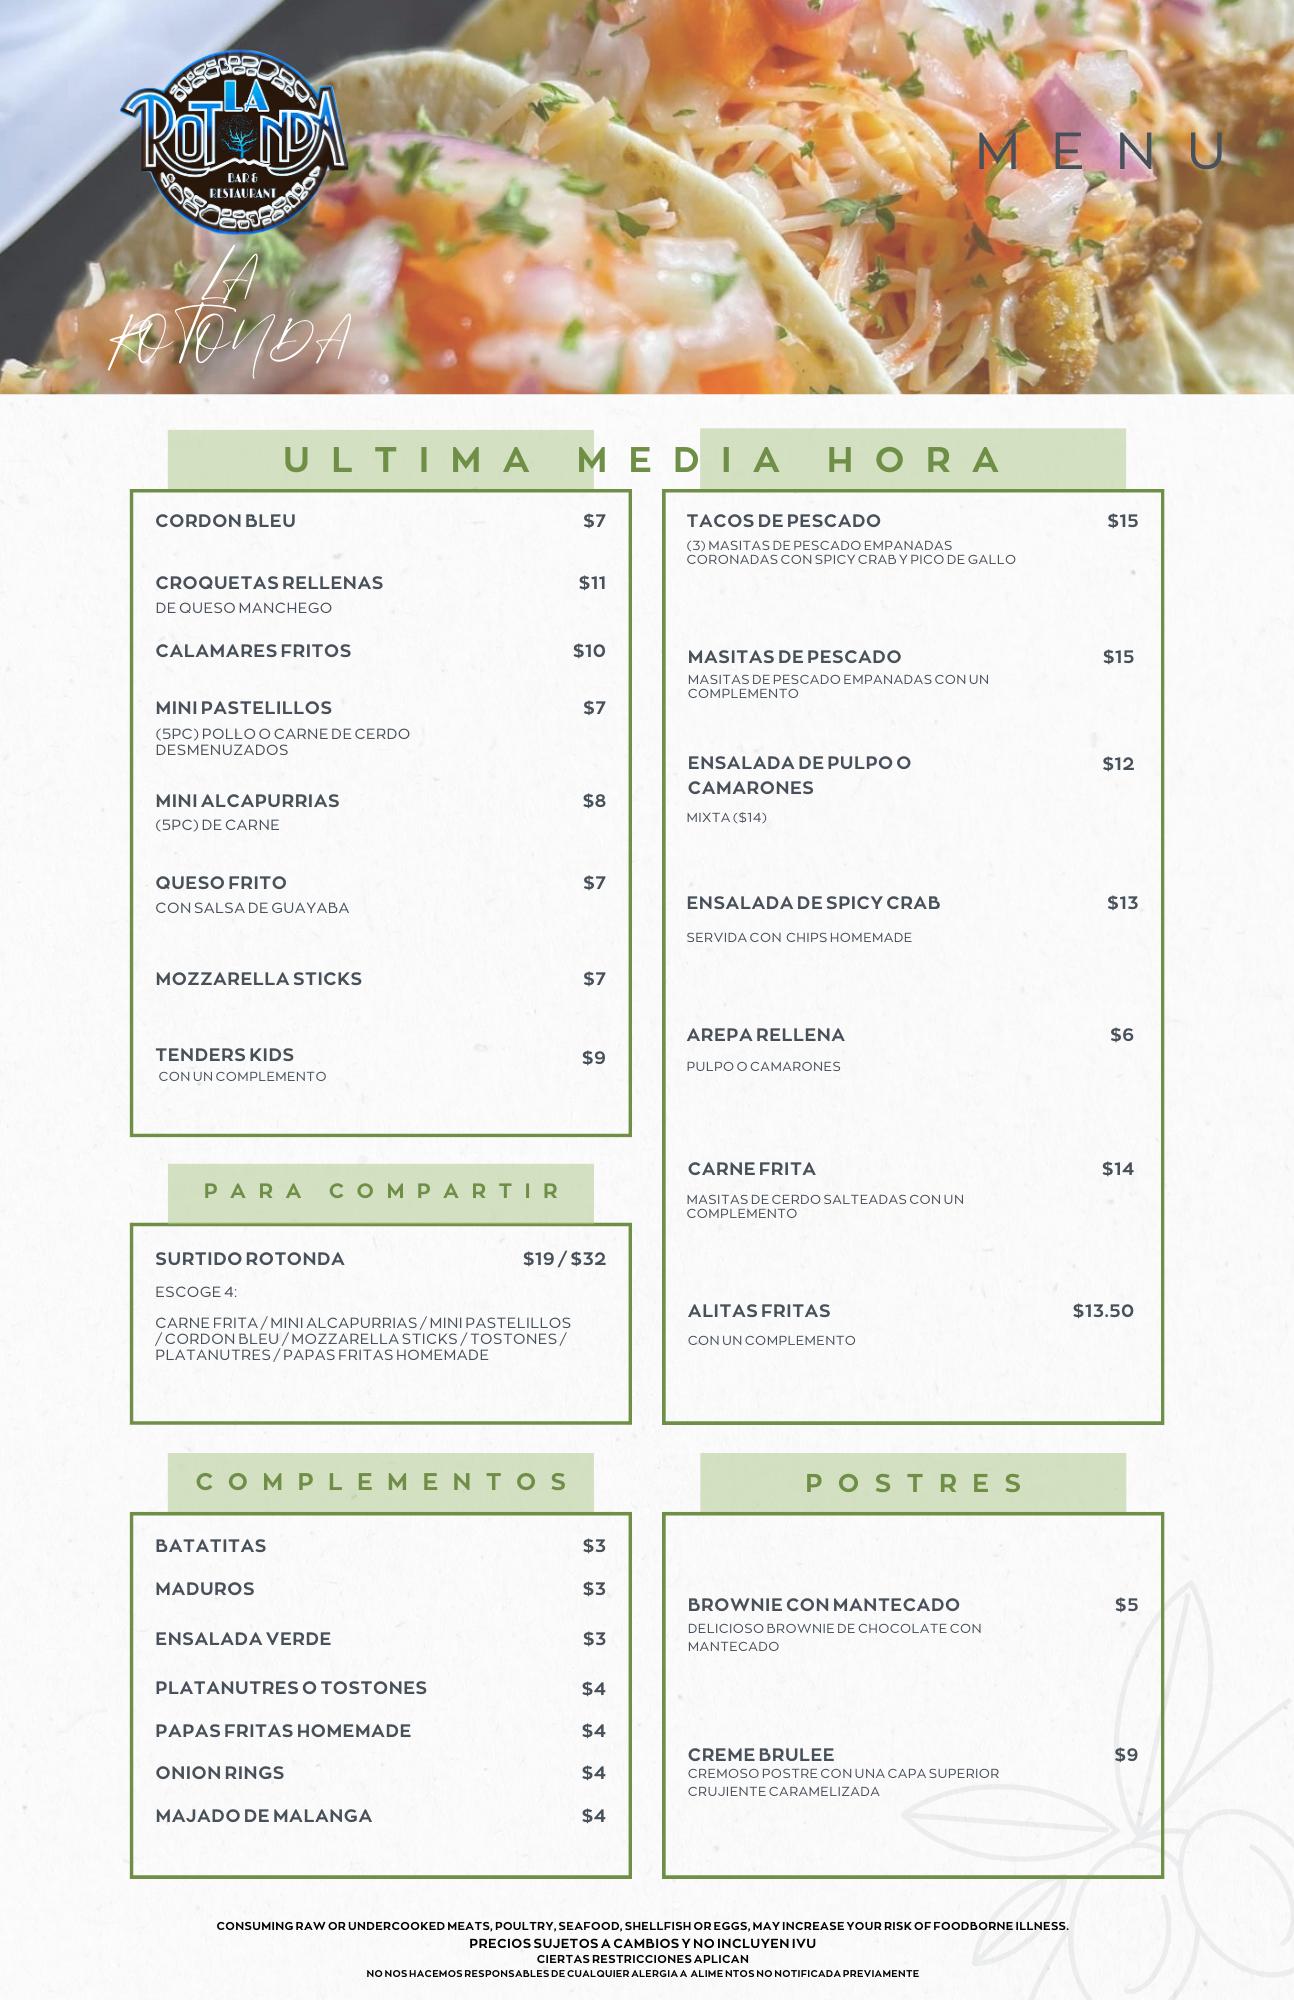 LA
ROTONDA
BAR &
RESTAURANT
LA
ROTONDA
MENU
ULTIMA MEDIA HORA
CORDON BLEU $7
CROQUETAS RELLENAS $11
DE QUESO MANCHEGO
CALAMARES FRITOS $10
MINI PASTELILLOS $7
(5PC) POLLO O CARNE DE CERDO
DESMENUZADOS
MINI ALCAPURRIAS $8
(5PC) DE CARNE
QUESO FRITO $7
CON SALSA DE GUAYABA
MOZZARELLA STICKS $7
TENDERS KIDS $9
CON UN COMPLEMENTO
TACOS DE PESCADO $15
(3) MASITAS DE PESCADO EMPANADAS
CORONADAS CON SPICY CRAB Y PICO DE GALLO
MASITAS DE PESCADO $15
MASITAS DE PESCADO EMPANADAS CON UN
COMPLEMENTO
ENSALADA DE PULPO O $12
CAMARONES
MIXTA ($14)
ENSALADA DE SPICY CRAB $13
SERVIDA CON CHIPS HOMEMADE
AREPA RELLENA $6
PULPO O CAMARONES
CARNE FRITA $14
MASITAS DE CERDO SALTEADAS CON UN
COMPLEMENTO
ALITAS FRITAS $13.50
CON UN COMPLEMENTO
PARA COMPARTIR
SURTIDO ROTONDA $19 / $32
ESCOGE 4:
CARNE FRITA / MINI ALCAPURRIAS / MINI PASTELILLOS
/ CORDON BLEU / MOZZARELLA STICKS / TOSTONES /
PLATANUTRES / PAPAS FRITAS HOMEMADE
COMPLEMENTOS
BATATITAS $3
MADUROS $3
ENSALADA VERDE $3
PLATANUTRES O TOSTONES $4
PAPAS FRITAS HOMEMADE $4
ONION RINGS $4
MAJADO DE MALANGA $4
POSTRES
BROWNIE CON MANTECADO $5
DELICIOSO BROWNIE DE CHOCOLATE CON
MANTECADO
CREME BRULEE $9
CREMOSO POSTRE CON UNA CAPA SUPERIOR
CRUJIENTE CARAMELIZADA
CONSUMING RAW OR UNDERCOOKED MEATS, POULTRY, SEAFOOD, SHELLFISH OR EGGS, MAY INCREASE YOUR RISK OF FOODBORNE ILLNESS.
PRECIOS SUJETOS A CAMBIOS Y NO INCLUYEN IVU
CIERTAS RESTRICCIONES APLICAN
NO NOS HACEMOS RESPONSABLES DE CUALQUIER ALERGIA A ALIMENTOS NO NOTIFICADA PREVIAMENTE